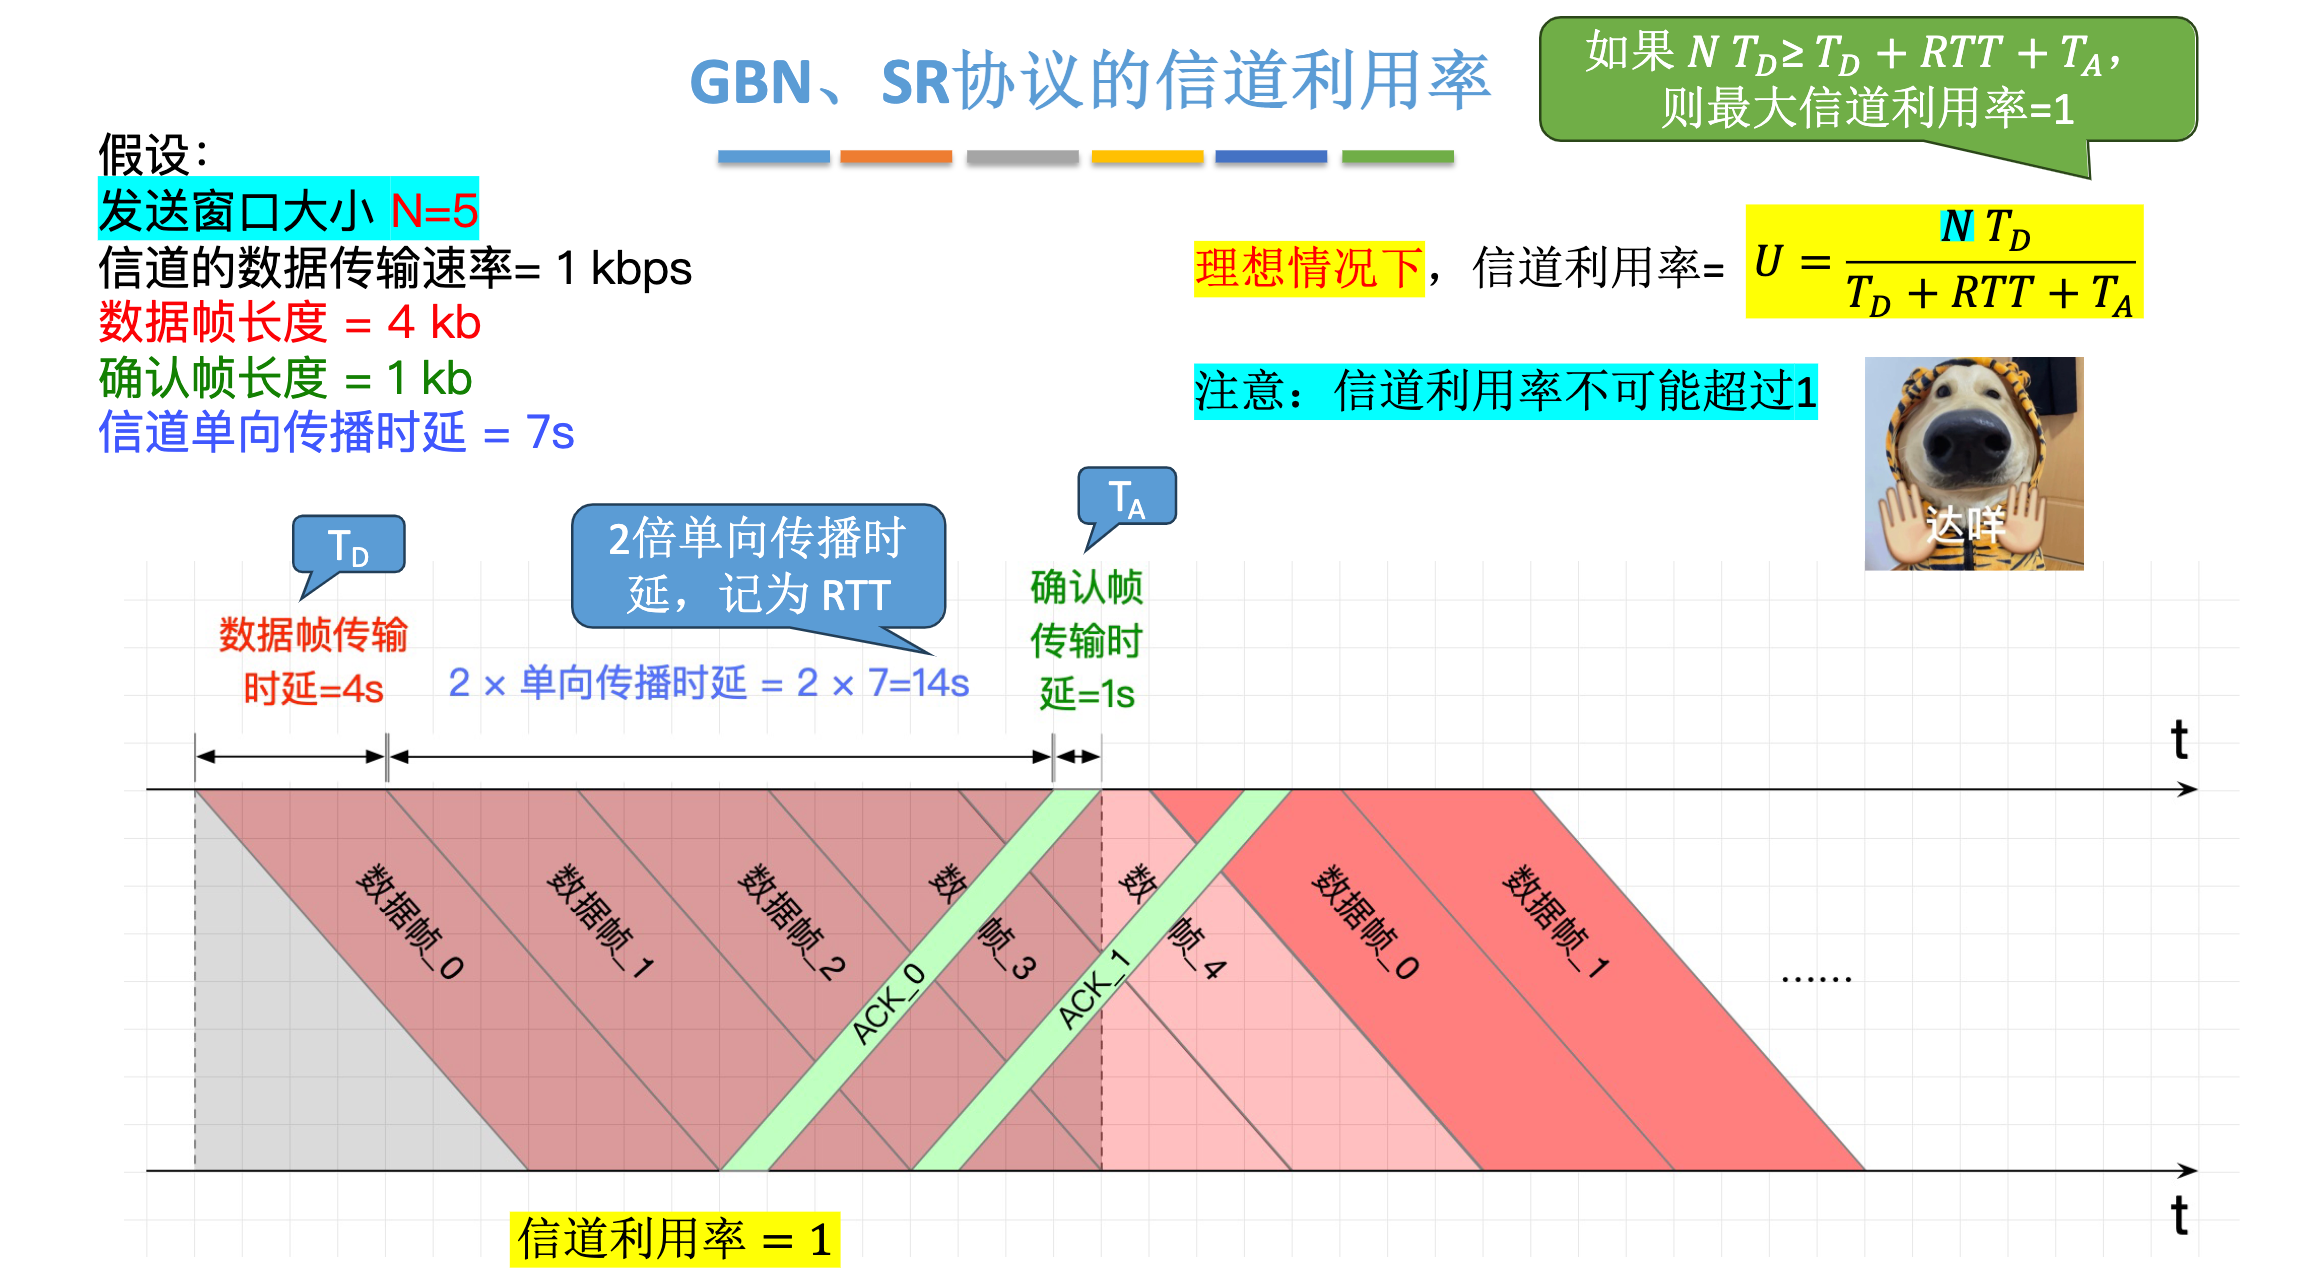 GBN、SR协议的信道利用率
如果 N T_D ≥ T_D + RTT + T_A，
则最大信道利用率=1
假设：
发送窗口大小 N=5
信道的数据传输速率= 1 kbps
数据帧长度 = 4 kb
确认帧长度 = 1 kb
信道单向传播时延 = 7s
理想情况下，信道利用率= U = N T_D / (T_D + RTT + T_A)
注意：信道利用率不可能超过1
达咩
T_D
2倍单向传播时
延，记为 RTT
T_A
数据帧传输
时延=4s
2 × 单向传播时延 = 2 × 7=14s
确认帧
传输时
延=1s
t
数据帧_0
数据帧_1
数据帧_2
数 帧_3
数 帧_4
数据帧_0
数据帧_1
ACK_0
ACK_1
......
t
信道利用率 = 1